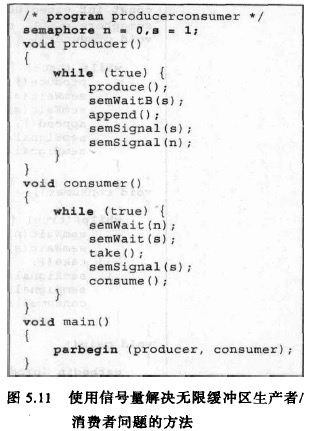 /* program producerconsumer */
semaphore n = 0,s = 1;
void producer()
{
while (true) {
produce();
semWaitB(s);
append();
semSignal(s);
semSignal(n);
}
}
void consumer()
{
while (true) {
semWait(n);
semWait(s);
take();
semSignal(s);
consume();
}
}
void main()
{
parbegin (producer, consumer);
}
图 5.11 使用信号量解决无限缓冲区生产者/
消费者问题的方法